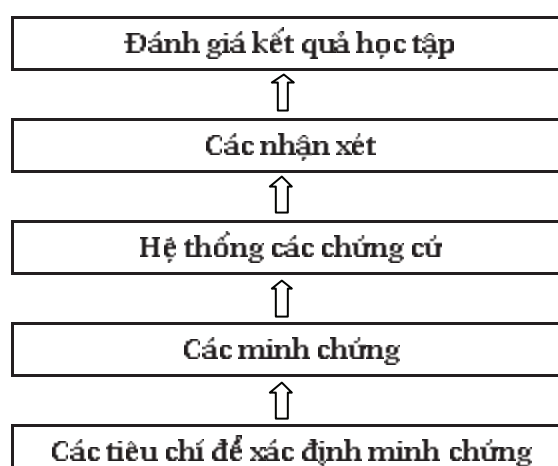 Đánh giá kết quả học tập
Các nhận xét
Hệ thống các chứng cứ
Các minh chứng
Các tiêu chí để xác định minh chứng